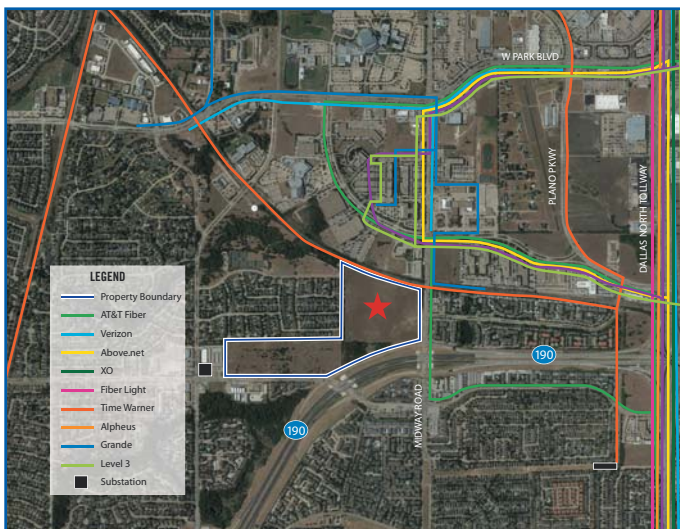 W PARK BLVD
PLANO PKWY
DALLAS NORTH TOLLWAY
LEGEND
Property Boundary
AT&T Fiber
Verizon
Above.net
XO
Fiber Light
Time Warner
Alpheus
Grande
Level 3
Substation
190
190
MIDWAY ROAD